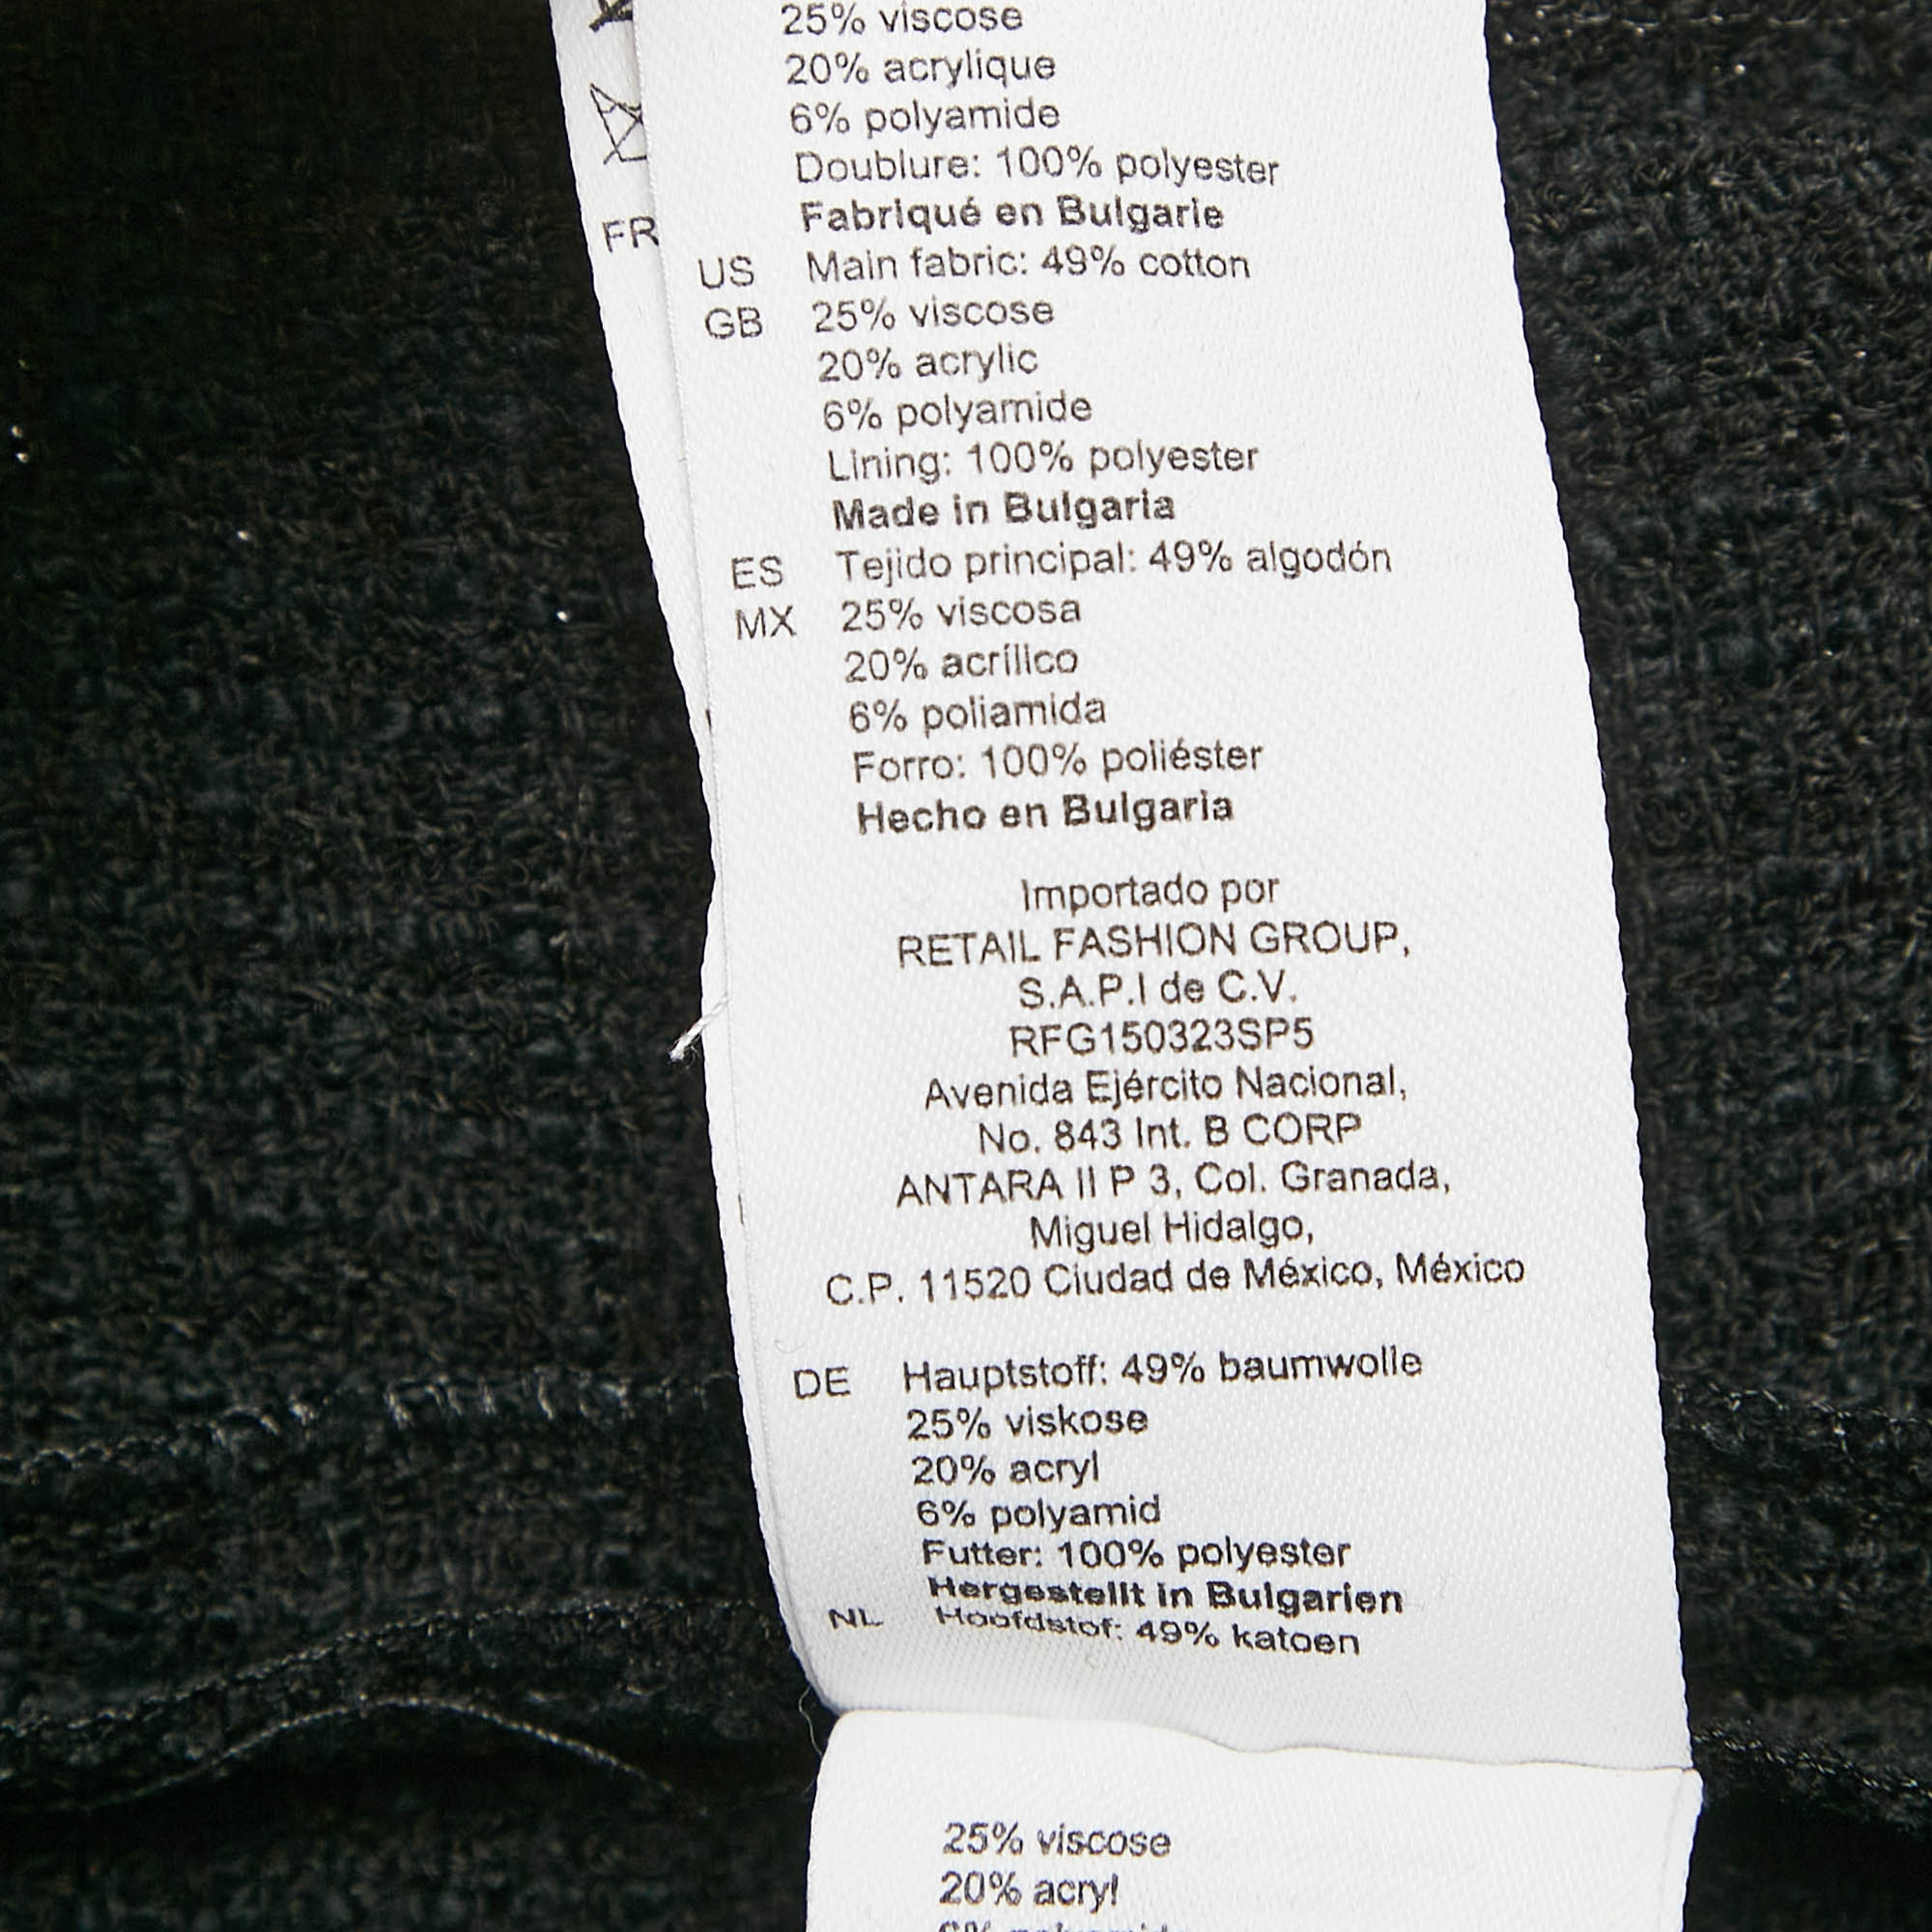 25% viscose
20% acrylique
6% polyamide
Doublure: 100% polyester
Fabriqué en Bulgarie
FR
US Main fabric: 49% cotton
GB 25% viscose
20% acrylic
6% polyamide
Lining: 100% polyester
Made in Bulgaria
ES Tejido principal: 49% algodón
MX 25% viscosa
20% acrílico
6% poliamida
Forro: 100% poliéster
Hecho en Bulgaria
Importado por
RETAIL FASHION GROUP,
S.A.P.I de C.V.
RFG150323SP5
Avenida Ejército Nacional,
No. 843 Int. B CORP
ANTARA II P 3, Col. Granada,
Miguel Hidalgo,
C.P. 11520 Ciudad de México, México
DE Hauptstoff: 49% baumwolle
25% viskose
20% acryl
6% polyamid
Futter: 100% polyester
Hergestellt in Bulgarien
NL Hoofdstof: 49% katoen
25% viscose
20% acryl